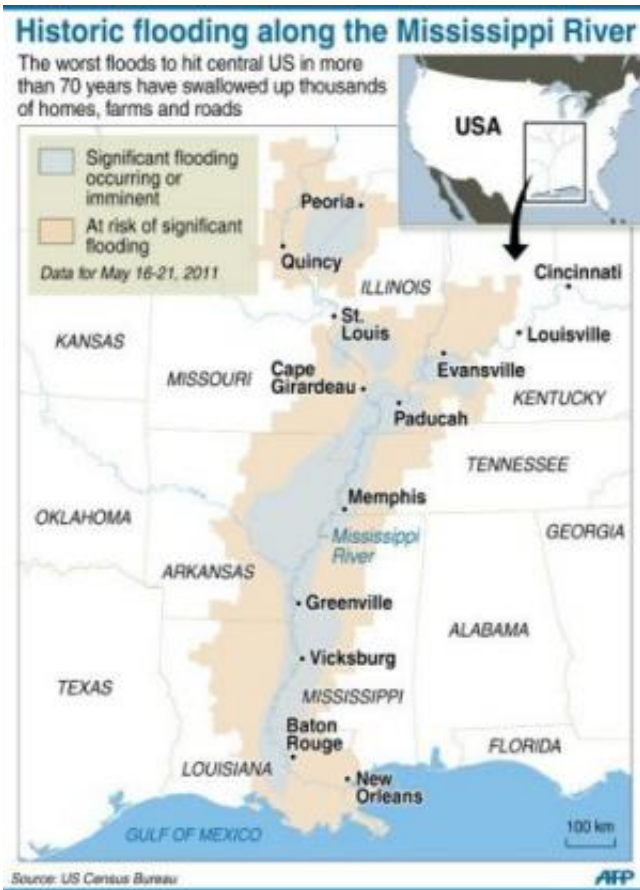 Historic flooding along the Mississippi River
The worst floods to hit central US in more
than 70 years have swallowed up thousands
of homes, farms and roads
USA
Significant flooding
occurring or
imminent
At risk of significant
flooding
Data for May 16-21, 2011
Peoria
Quincy
ILLINOIS
Cincinnati
St.
Louis
Louisville
KANSAS
Evansville
MISSOURI
Cape
Girardeau
KENTUCKY
Paducah
TENNESSEE
Memphis
OKLAHOMA
Mississippi
River
GEORGIA
ARKANSAS
Greenville
ALABAMA
Vicksburg
TEXAS
MISSISSIPPI
Baton
Rouge
FLORIDA
LOUISIANA
New
Orleans
GULF OF MEXICO
100 km
Source: US Census Bureau
AFP